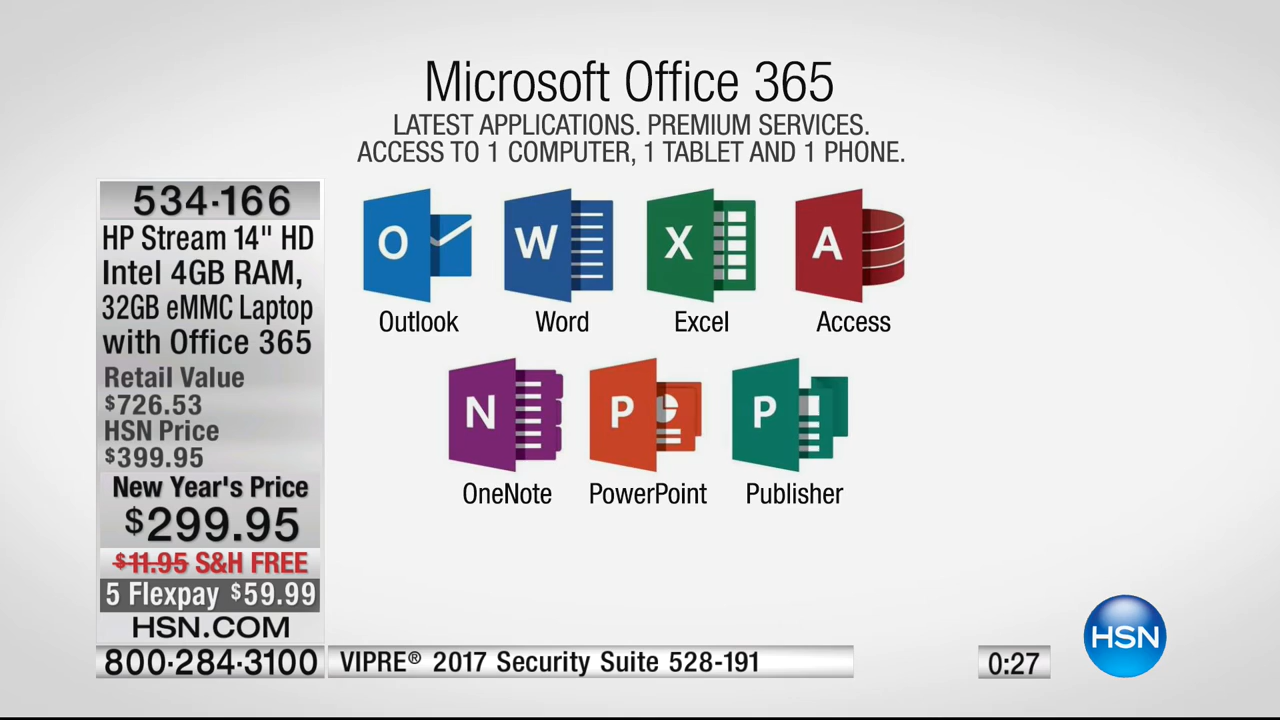 Microsoft Office 365
LATEST APPLICATIONS. PREMIUM SERVICES.
ACCESS TO 1 COMPUTER, 1 TABLET AND 1 PHONE.
534-166
HP Stream 14" HD
Intel 4GB RAM,
32GB eMMC Laptop
with Office 365
Retail Value
$726.53
HSN Price
$399.95
New Year's Price
$299.95
$11.95 S&H FREE
5 Flexpay $59.99
HSN.COM
800-284-3100
O
W
X
A
Outlook
Word
Excel
Access
N
P
P
OneNote
PowerPoint
Publisher
VIPRE® 2017 Security Suite 528-191
0:27
HSN